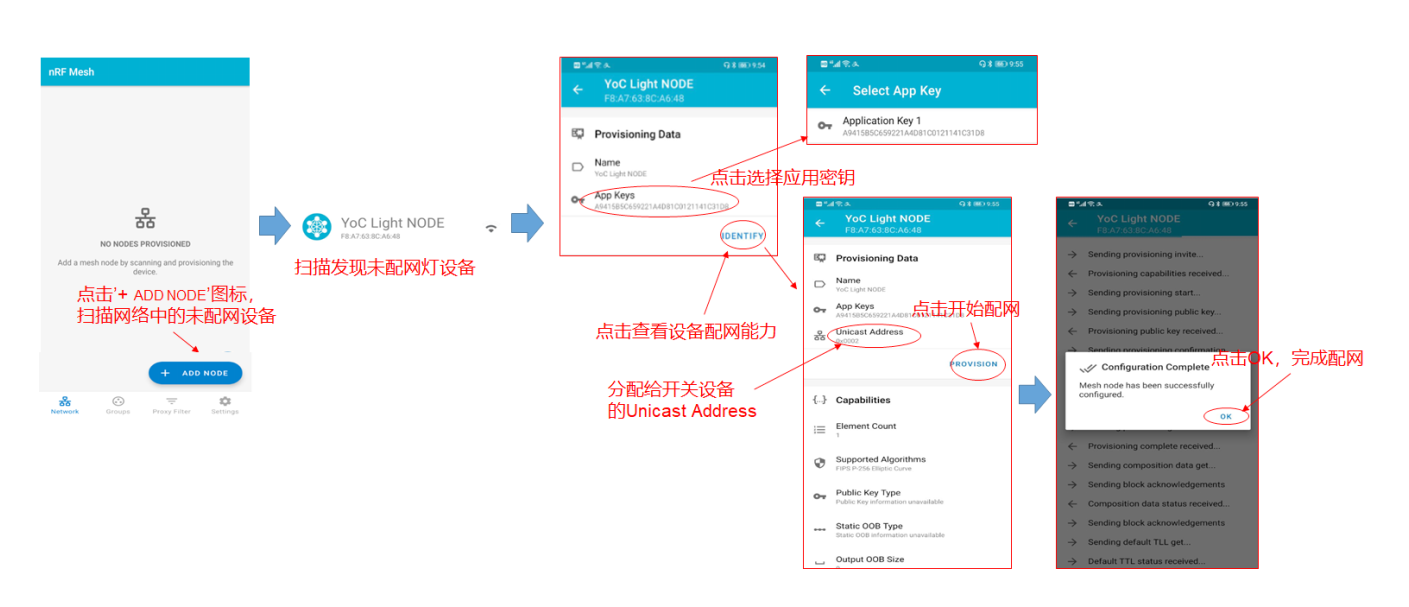 nRF Mesh
NO NODES PROVISIONED
Add a mesh node by scanning and provisioning the
device.
点击'+ ADD NODE'图标,
扫描网络中的未配网设备
+ ADD NODE
Network
Groups
Proxy Filter
Settings
YoC Light NODE
F8:A7:63:8C:A6:48
扫描发现未配网灯设备
9:54
YoC Light NODE
F8:A7:63:8C:A6:48
Provisioning Data
Name
YoC Light NODE
App Keys
A9415B5C659221A4D81C0121141C31D8
IDENTIFY
点击选择应用密钥
点击查看设备配网能力
9:55
Select App Key
Application Key 1
A9415B5C659221A4D81C0121141C31D8
9:55
YoC Light NODE
F8:A7:63:8C:A6:48
Provisioning Data
Name
YoC Light NODE
App Keys
点击开始配网
Unicast Address
0x0002
PROVISION
分配给开关设备
的Unicast Address
{..} Capabilities
Element Count
1
Supported Algorithms
FIPS P-256 Elliptic Curve
Public Key Type
Public Key information unavailable
Static OOB Type
Static OOB information unavailable
Output OOB Size
9:55
YoC Light NODE
F8:A7:63:8C:A6:48
Sending provisioning invite...
Provisioning capabilities received...
Sending provisioning start...
Sending provisioning public key...
Provisioning public key received...
Sending provisioning confirmation
点击OK，完成配网
Configuration Complete
Mesh node has been successfully
configured.
OK
Provisioning complete received...
Sending composition data get...
Sending block acknowledgements
Composition data status received...
Sending block acknowledgements
Sending default TLL get...
Default TTL status received...